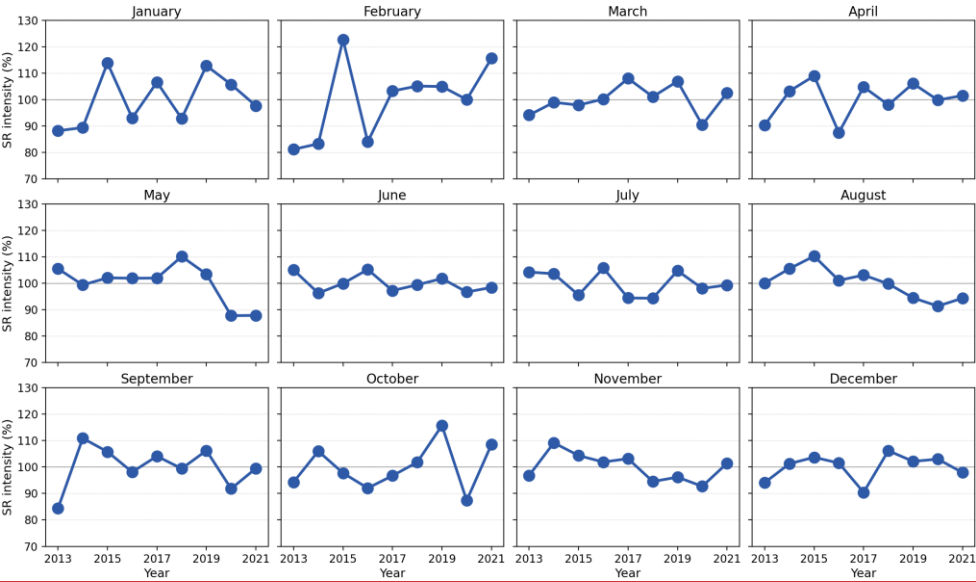 January February March April
130
120
110
100
90
80
70
SR intensity (%)
May June July August
130
120
110
100
90
80
70
SR intensity (%)
September October November December
130
120
110
100
90
80
70
SR intensity (%)
2013 2015 2017 2019 2021 2013 2015 2017 2019 2021 2013 2015 2017 2019 2021 2013 2015 2017 2019 2021
Year Year Year Year